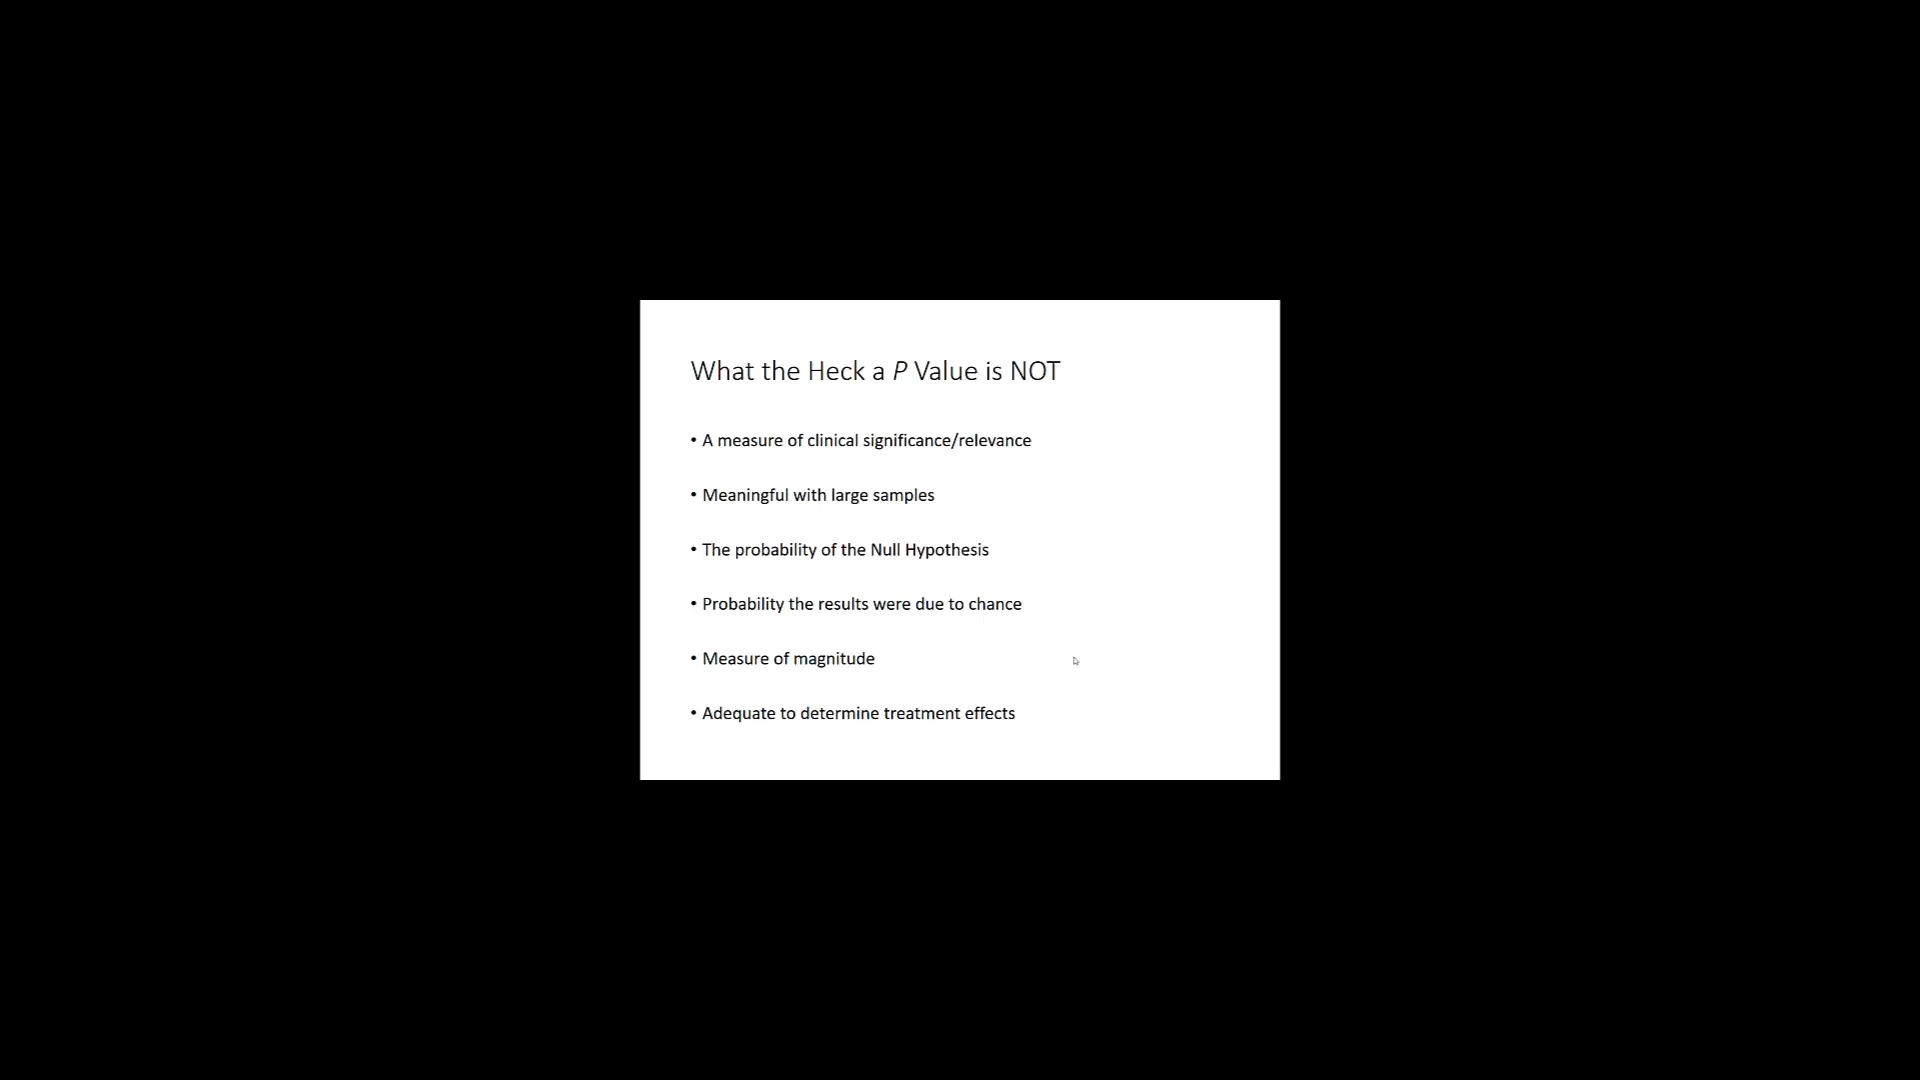 What the Heck a P Value is NOT
• A measure of clinical significance/relevance
• Meaningful with large samples
• The probability of the Null Hypothesis
• Probability the results were due to chance
• Measure of magnitude
• Adequate to determine treatment effects